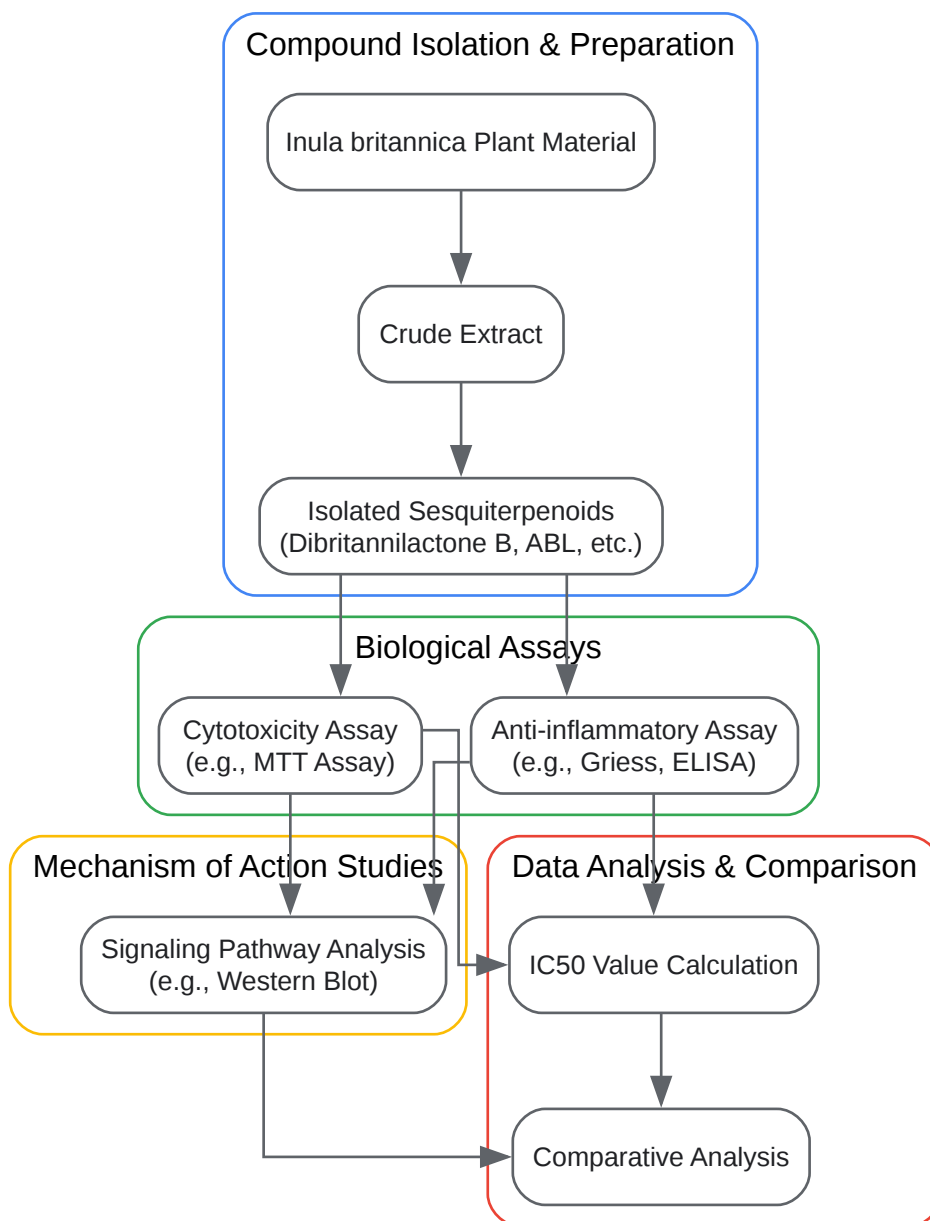 Compound Isolation & Preparation
Inula britannica Plant Material
Crude Extract
Isolated Sesquiterpenoids
(Dibritannilactone B, ABL, etc.)
Biological Assays
Cytotoxicity Assay
(e.g., MTT Assay)
Anti-inflammatory Assay
(e.g., Griess, ELISA)
Mechanism of Action Studies
Signaling Pathway Analysis
(e.g., Western Blot)
Data Analysis & Comparison
IC50 Value Calculation
Comparative Analysis